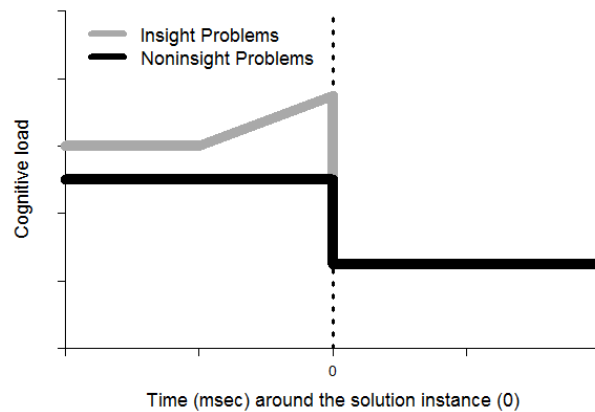 Insight Problems
Noninsight Problems
Cognitive load
0
Time (msec) around the solution instance (0)